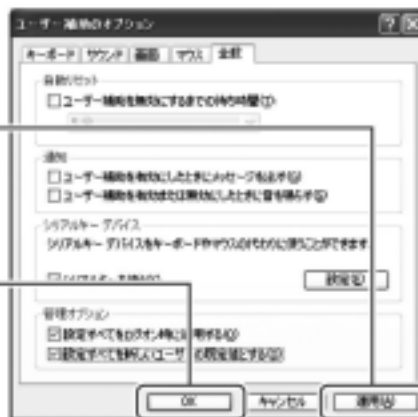 ユーザー補助のオプション
キーボード サウンド 画面 マウス 全般
自動リセット
ユーザー補助を無効にするまでの待ち時間(T)
通知
ユーザー補助を有効にしたときにメッセージを出す(G)
ユーザー補助を有効または無効にしたときに音を鳴らす(S)
シリアルキー デバイス
シリアルキー デバイスをキーボードやマウスの代わりに使うことができます
設定(E)
管理オプション
設定すべてをログオン時に適用する(O)
設定すべてを新しいユーザーの既定値とする(D)
OK キャンセル 適用(A)